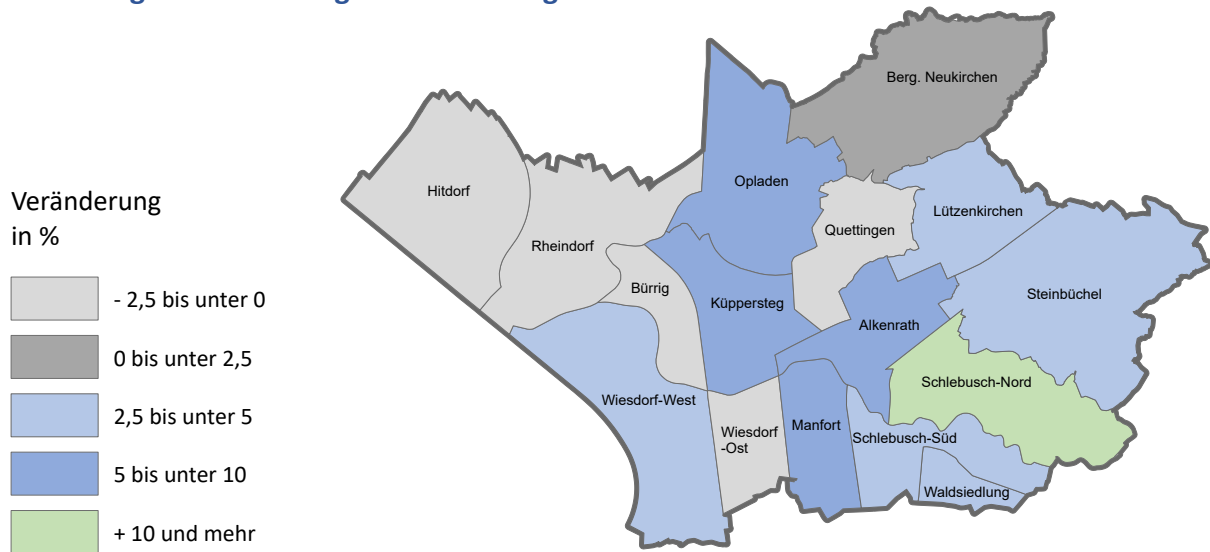 Veränderung
in %
- 2,5 bis unter 0
0 bis unter 2,5
2,5 bis unter 5
5 bis unter 10
+ 10 und mehr
Berg. Neukirchen
Opladen
Hitdorf
Lützenkirchen
Quettingen
Rheindorf
Bürrig
Steinbüchel
Küppersteg
Alkenrath
Schlebusch-Nord
Wiesdorf-West
Wiesdorf
-Ost
Manfort
Schlebusch-Süd
Waldsiedlung